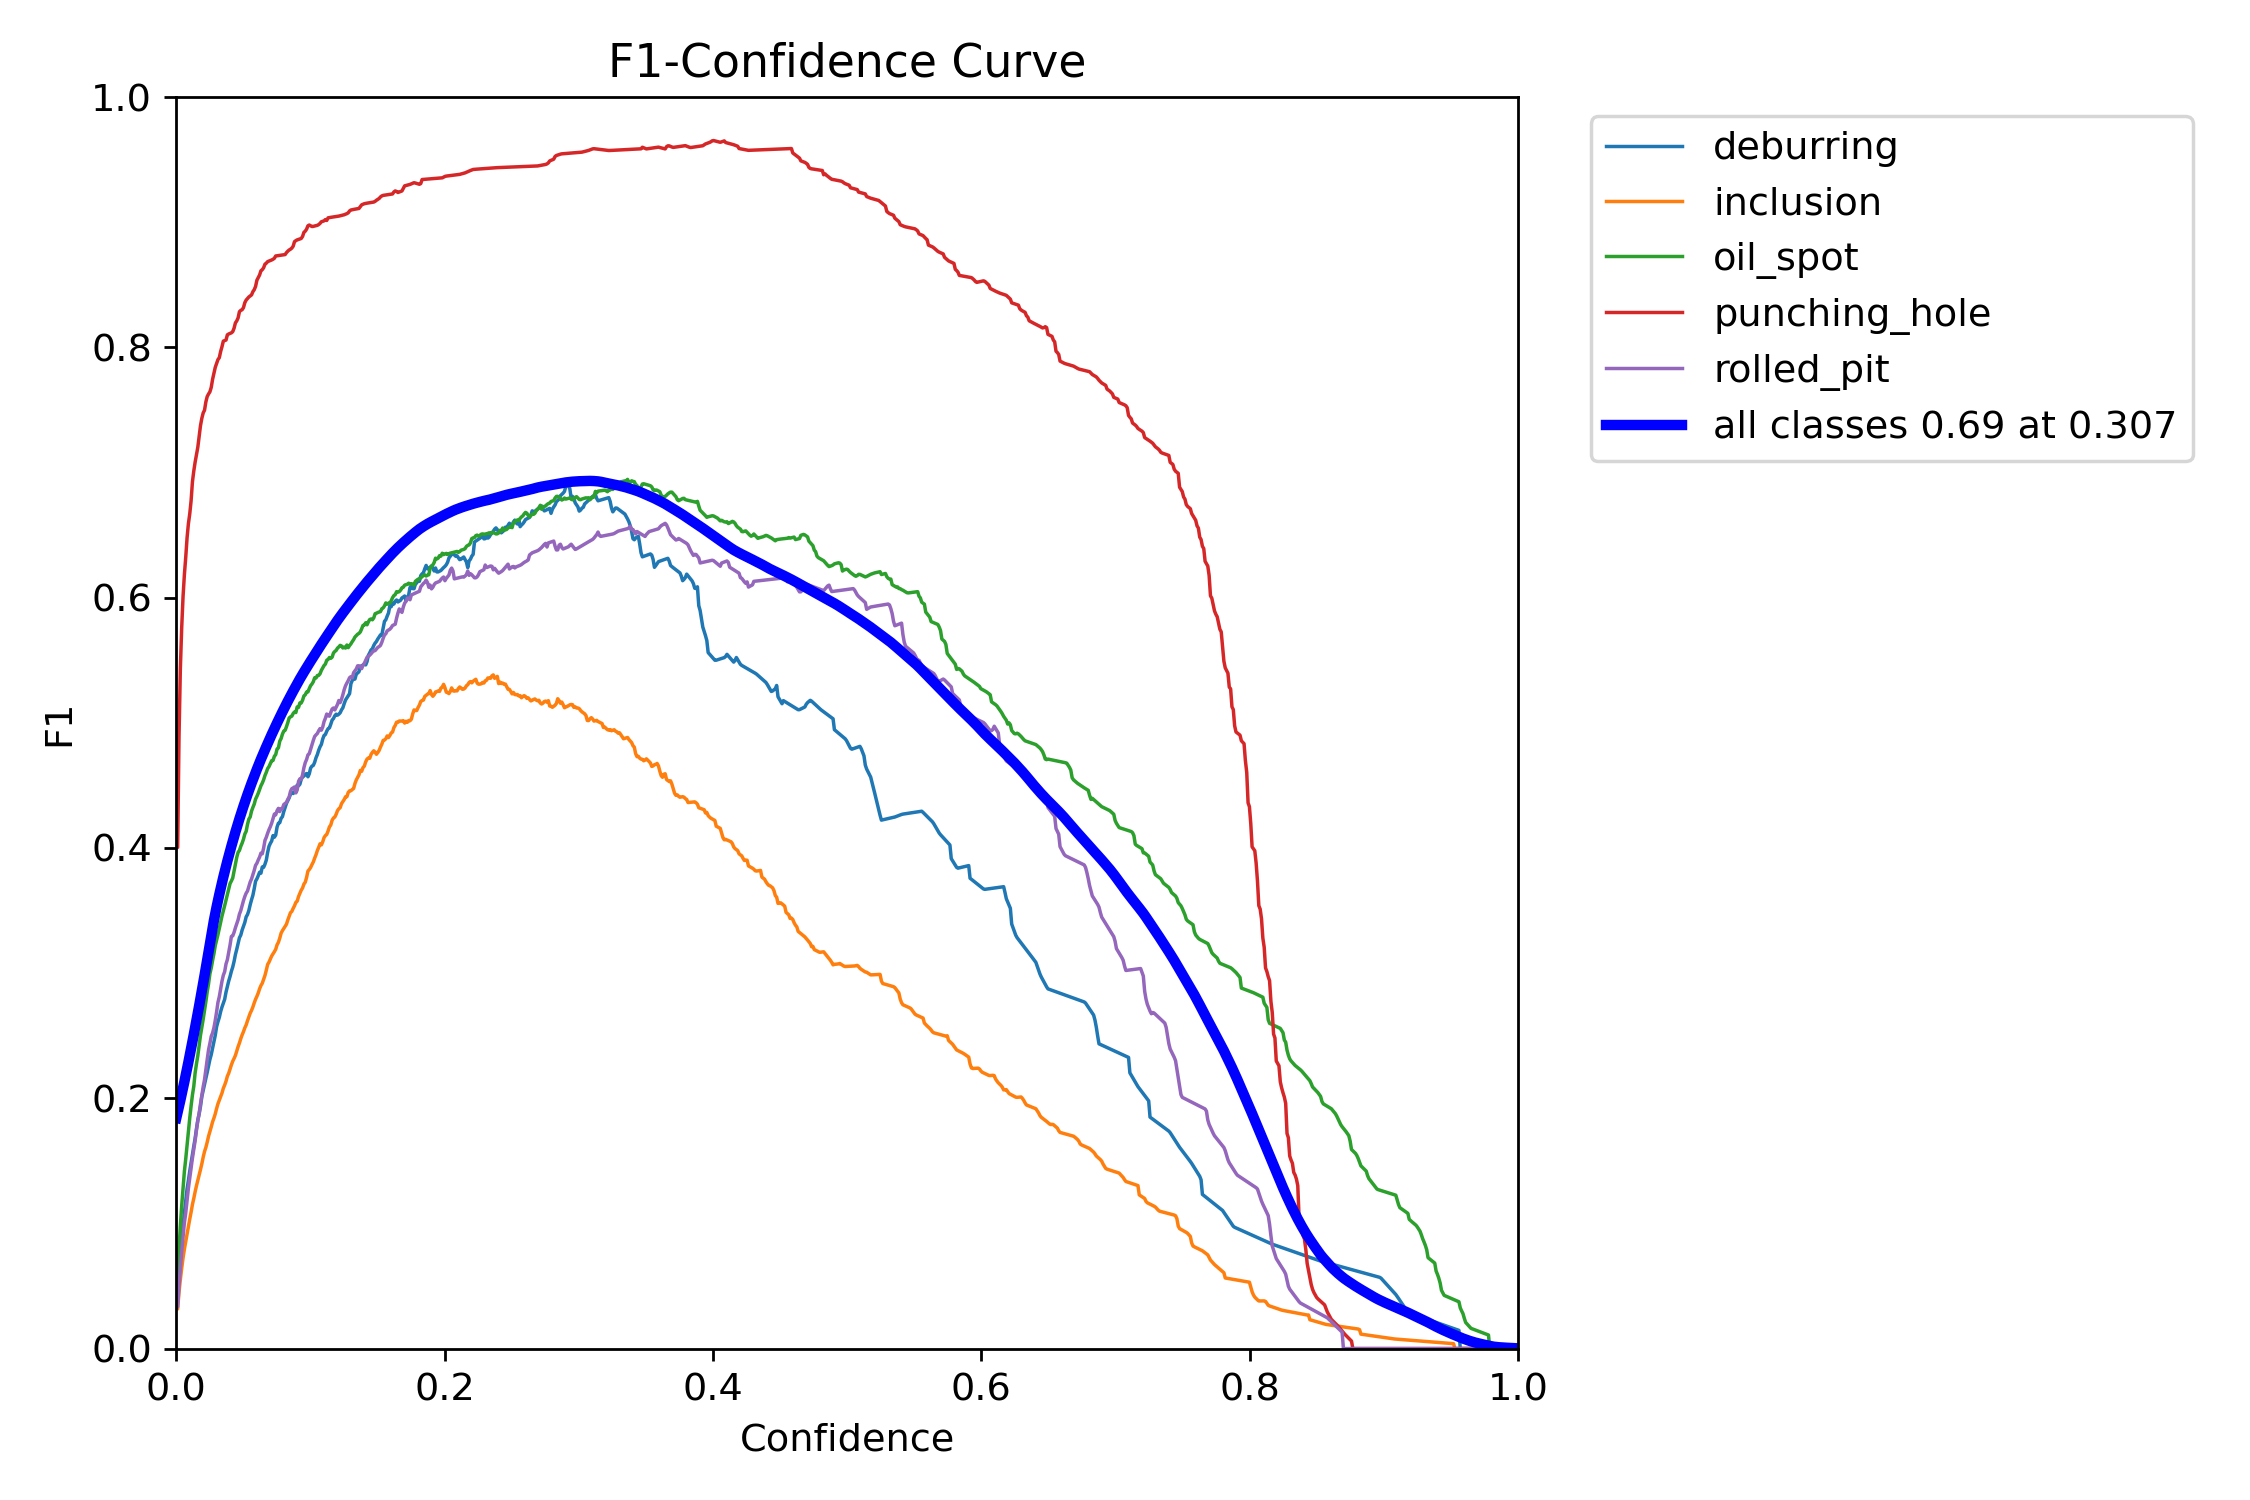 F1-Confidence Curve
1.0
0.8
0.6
0.4
0.2
0.0
F1
0.0 0.2 0.4 0.6 0.8 1.0
Confidence
deburring
inclusion
oil_spot
punching_hole
rolled_pit
all classes 0.69 at 0.307